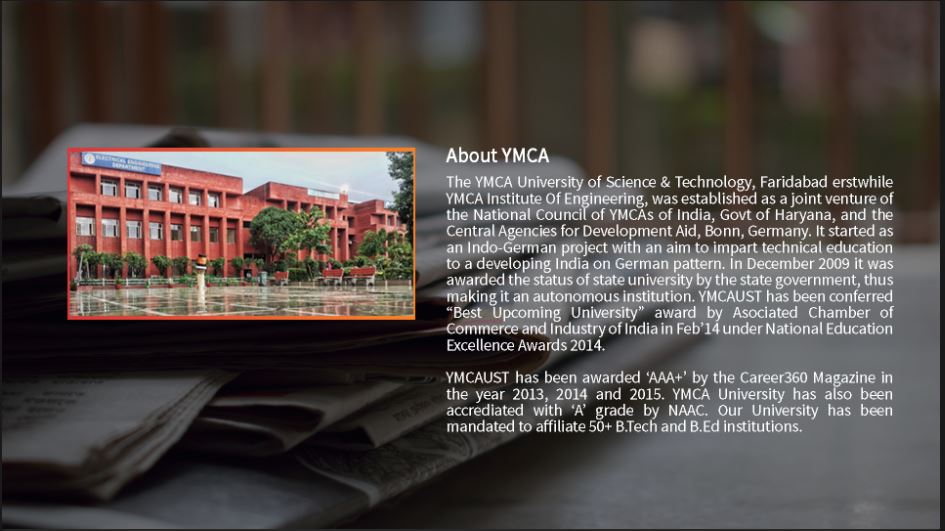 ELECTRICAL ENGINEERING
DEPARTMENT
About YMCA
The YMCA University of Science & Technology, Faridabad erstwhile
YMCA Institute Of Engineering, was established as a joint venture of
the National Council of YMCAs of India, Govt of Haryana, and the
Central Agencies for Development Aid, Bonn, Germany. It started as
an Indo-German project with an aim to impart technical education
to a developing India on German pattern. In December 2009 it was
awarded the status of state university by the state government, thus
making it an autonomous institution. YMCAUST has been conferred
“Best Upcoming University” award by Asociated Chamber of
Commerce and Industry of India in Feb’14 under National Education
Excellence Awards 2014.
YMCAUST has been awarded ‘AAA+’ by the Career360 Magazine in
the year 2013, 2014 and 2015. YMCA University has also been
accredited with ‘A’ grade by NAAC. Our University has been
mandated to affiliate 50+ B.Tech and B.Ed institutions.